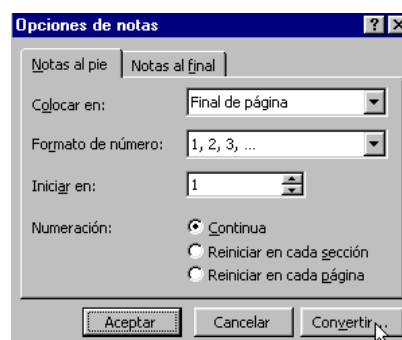 Opciones de notas
Notas al pie Notas al final
Colocar en: Final de página
Formato de número: 1, 2, 3, ...
Iniciar en: 1
Numeración: Continua
Reiniciar en cada sección
Reiniciar en cada página
Aceptar Cancelar Convertir...